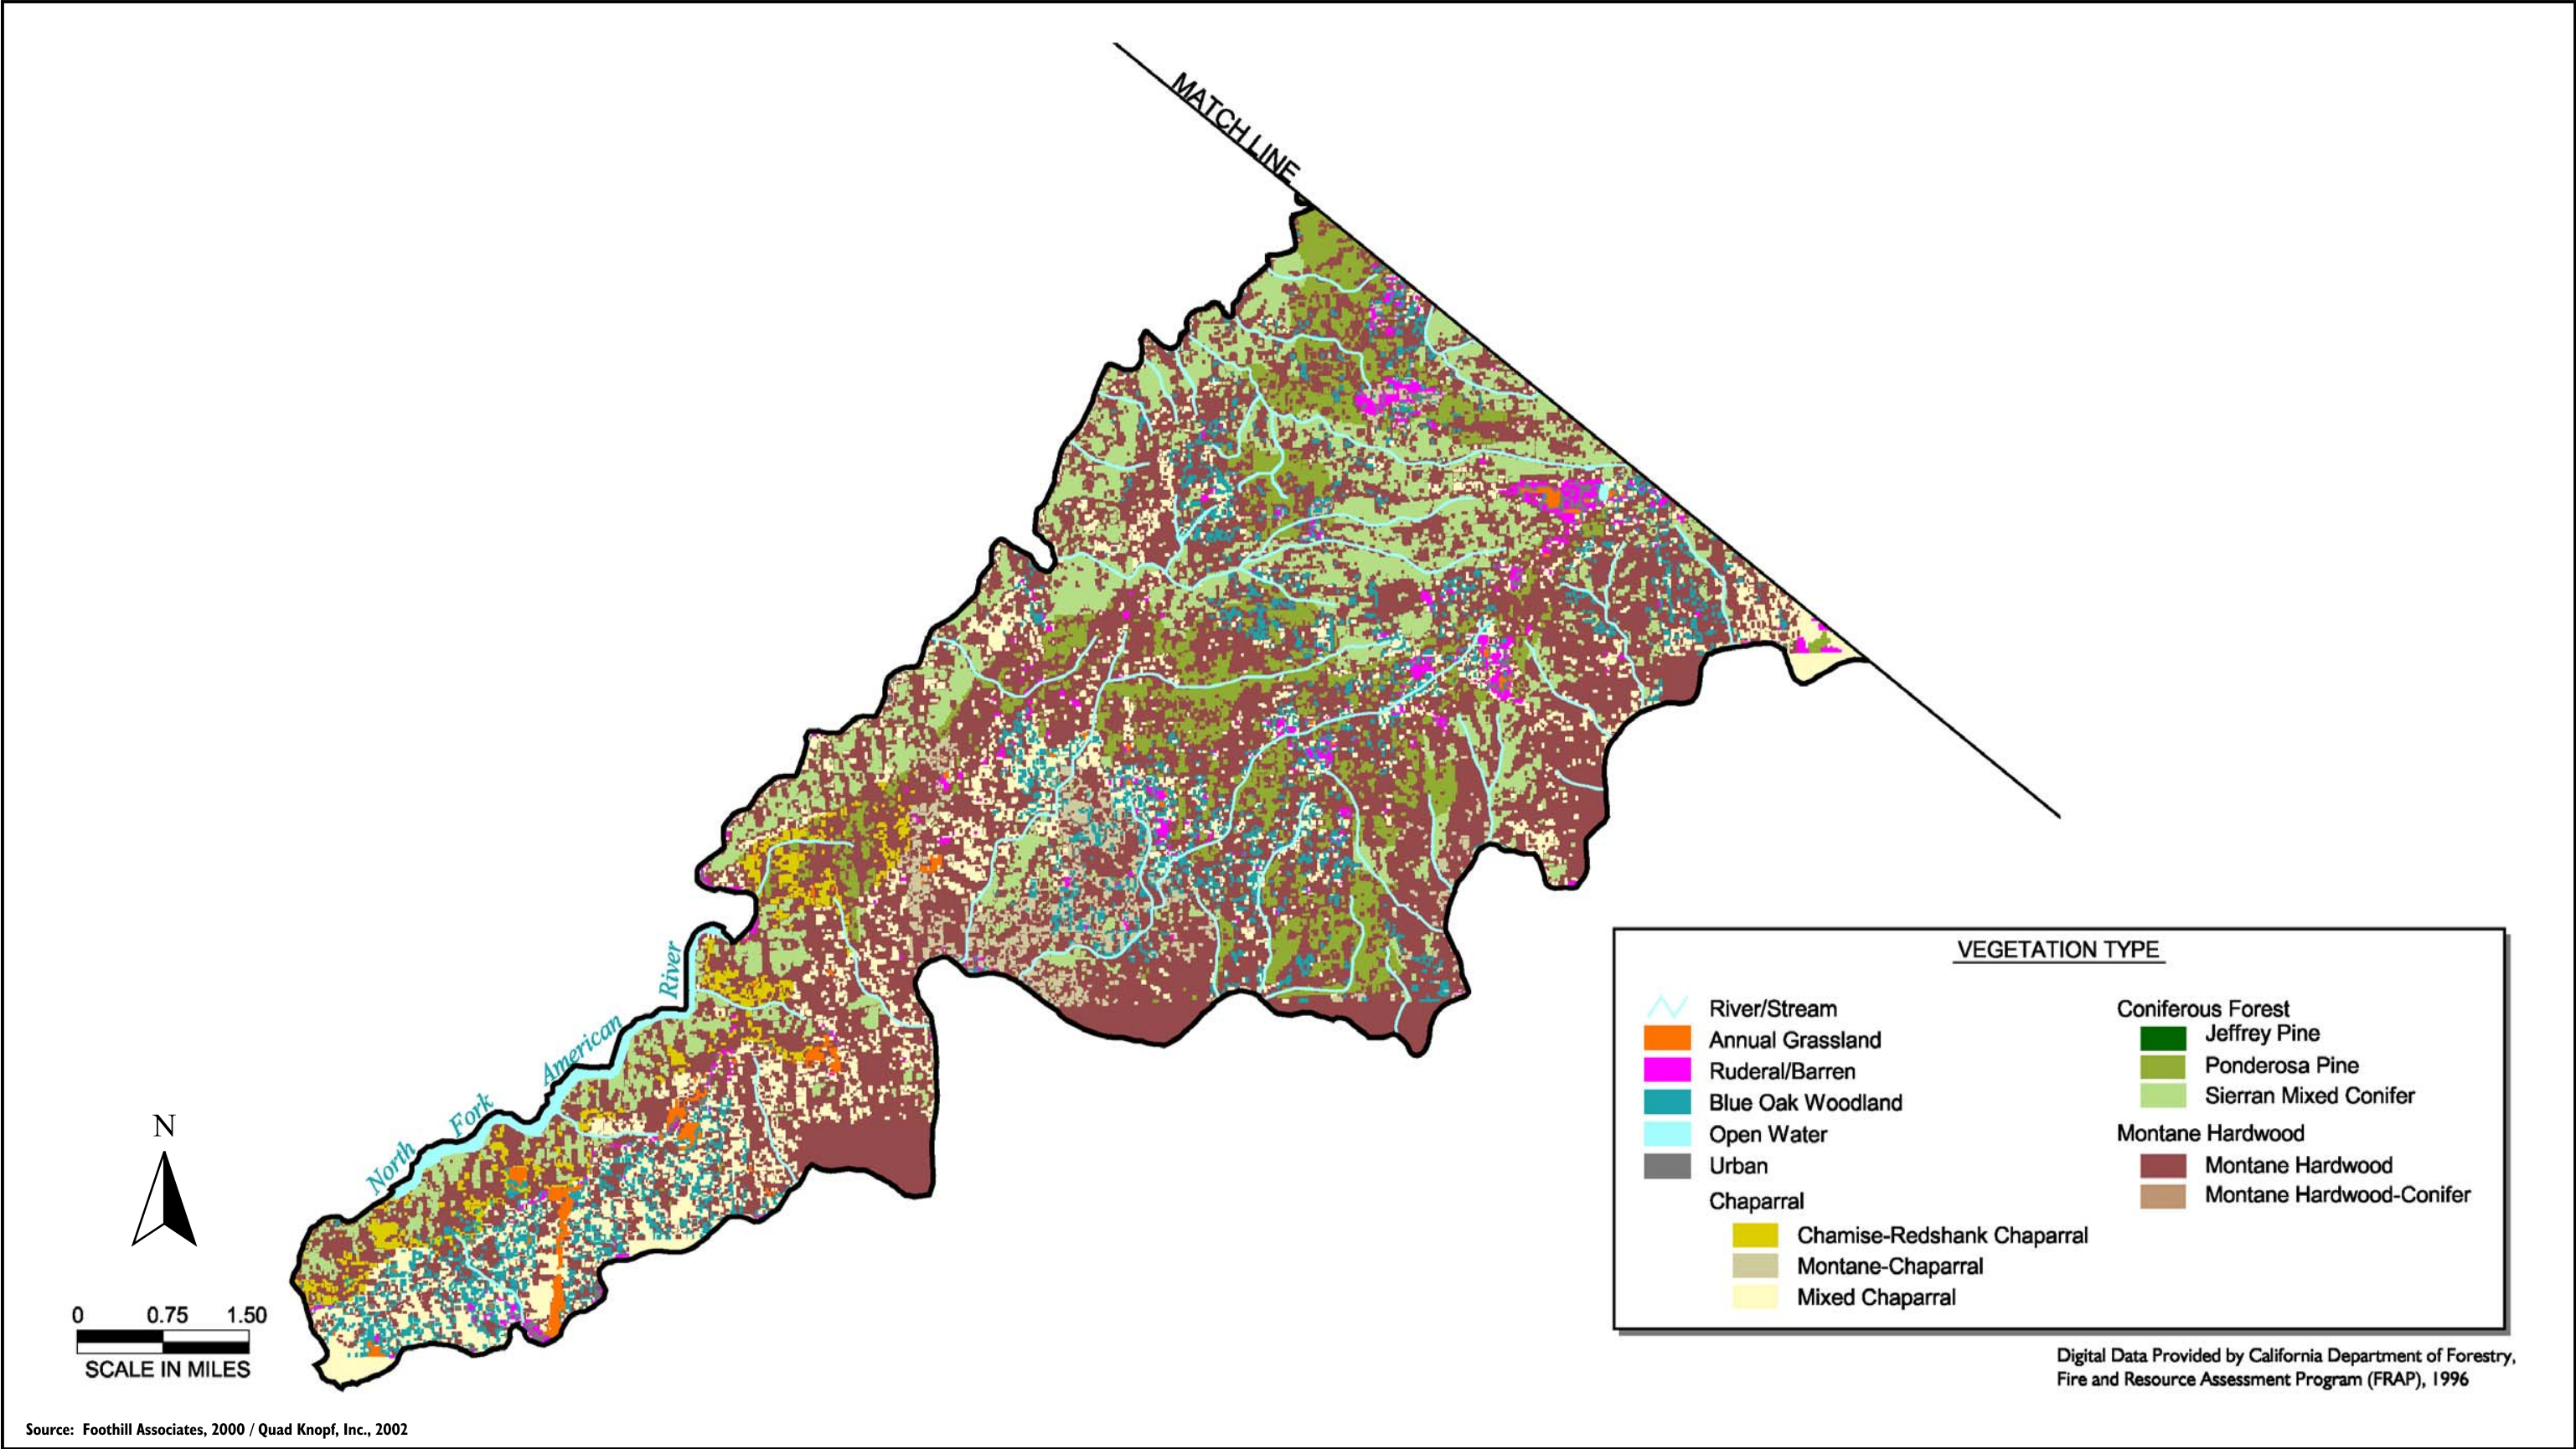 MATCH LINE
River
American
Fork
North
N
0 0.75 1.50
SCALE IN MILES
VEGETATION TYPE
River/Stream
Annual Grassland
Ruderal/Barren
Blue Oak Woodland
Open Water
Urban
Chaparral
Chamise-Redshank Chaparral
Montane-Chaparral
Mixed Chaparral
Coniferous Forest
Jeffrey Pine
Ponderosa Pine
Sierran Mixed Conifer
Montane Hardwood
Montane Hardwood
Montane Hardwood-Conifer
Digital Data Provided by California Department of Forestry,
Fire and Resource Assessment Program (FRAP), 1996
Source: Foothill Associates, 2000 / Quad Knopf, Inc., 2002